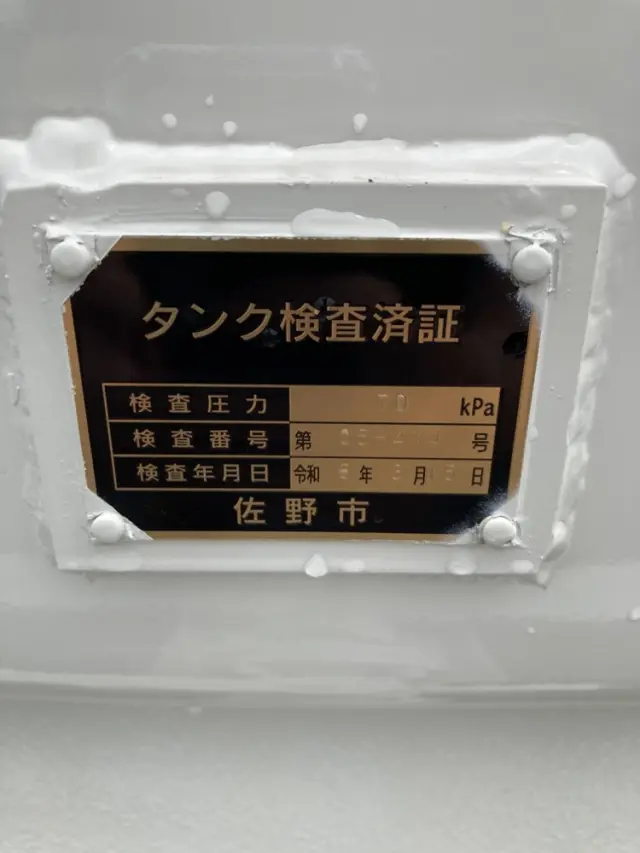 タンク検査済証
検査圧力 70 kPa
検査番号 第 号
検査年月日 令和 年 月 日
佐野市